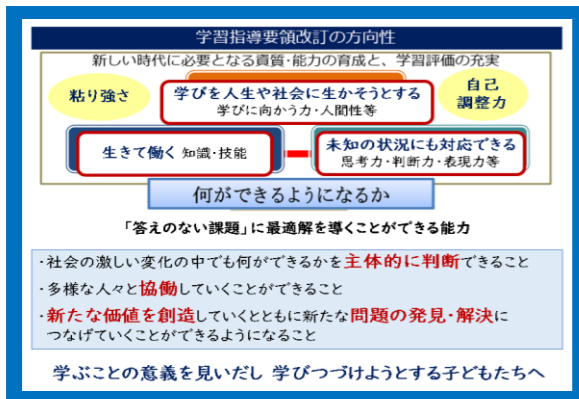 学習指導要領改訂の方向性
新しい時代に必要となる資質・能力の育成と、学習評価の充実
粘り強さ
学びを人生や社会に生かそうとする
学びに向かう力・人間性等
自己
調整力
生きて働く 知識・技能
未知の状況にも対応できる
思考力・判断力・表現力等
何ができるようになるか
「答えのない課題」に最適解を導くことができる能力
・社会の激しい変化の中でも何ができるかを主体的に判断できること
・多様な人々と協働していくことができること
・新たな価値を創造していくとともに新たな問題の発見・解決に
つなげていくことができるようになること
学ぶことの意義を見いだし 学びつづけようとする子どもたちへ